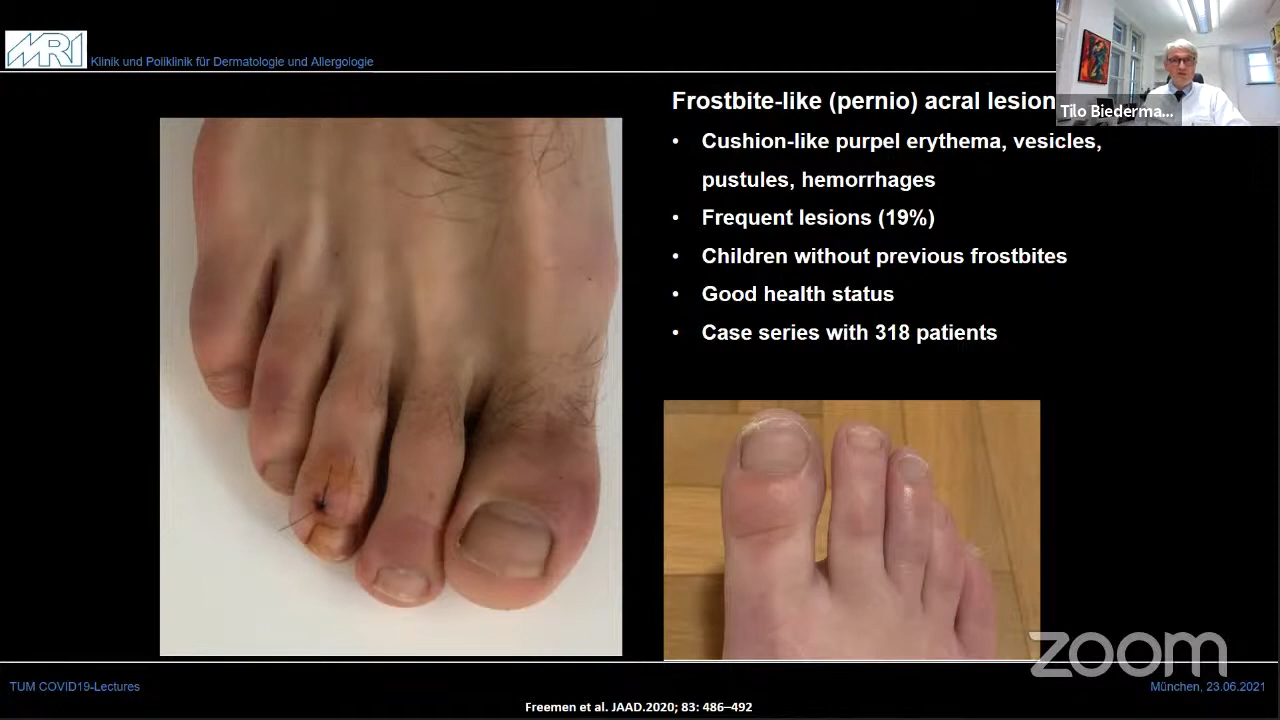 MRI
Klinik und Poliklinik für Dermatologie und Allergologie
Tilo Biederma...
Frostbite-like (pernio) acral lesion
• Cushion-like purpel erythema, vesicles,
pustules, hemorrhages
• Frequent lesions (19%)
• Children without previous frostbites
• Good health status
• Case series with 318 patients
zoom
TUM COVID19-Lectures
München, 23.06.2021
Freemen et al. JAAD.2020; 83: 486–492